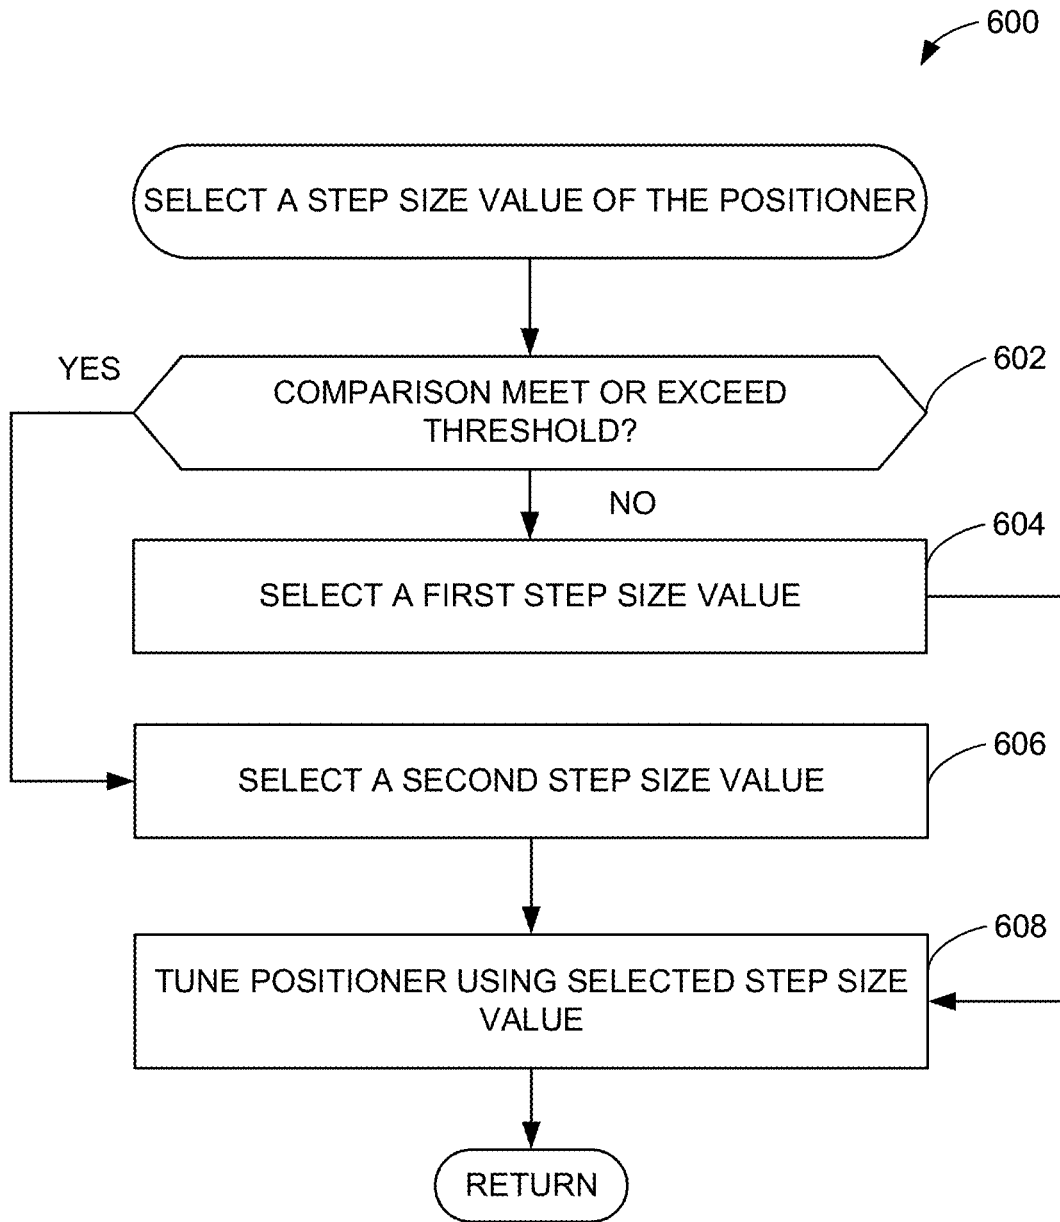 600
SELECT A STEP SIZE VALUE OF THE POSITIONER
YES
602
COMPARISON MEET OR EXCEED
THRESHOLD?
NO
604
SELECT A FIRST STEP SIZE VALUE
606
SELECT A SECOND STEP SIZE VALUE
608
TUNE POSITIONER USING SELECTED STEP SIZE
VALUE
RETURN